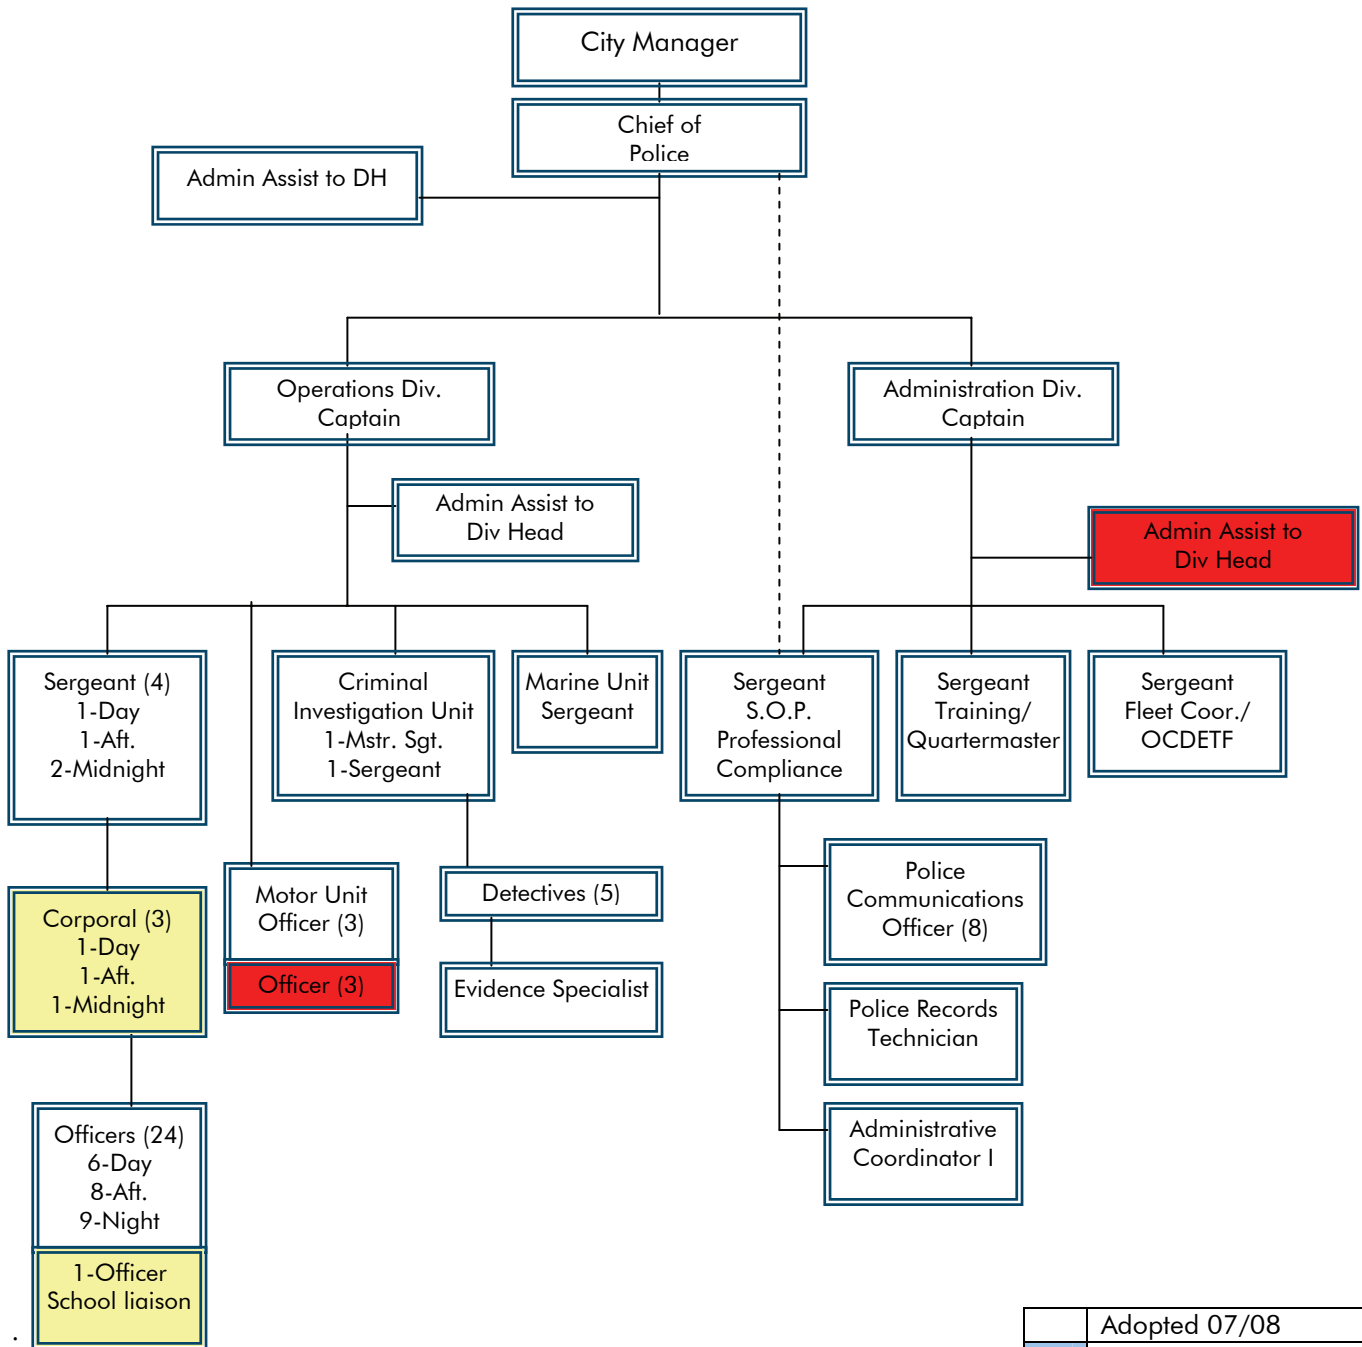 City Manager
Chief of
Police
Admin Assist to DH
Operations Div.
Captain
Administration Div.
Captain
Admin Assist to
Div Head
Admin Assist to
Div Head
Sergeant (4)
1-Day
1-Aft.
2-Midnight
Criminal
Investigation Unit
1-Mstr. Sgt.
1-Sergeant
Marine Unit
Sergeant
Sergeant
S.O.P.
Professional
Compliance
Sergeant
Training/
Quartermaster
Sergeant
Fleet Coor./
OCDETF
Corporal (3)
1-Day
1-Aft.
1-Midnight
Motor Unit
Officer (3)
Officer (3)
Detectives (5)
Evidence Specialist
Police
Communications
Officer (8)
Police Records
Technician
Administrative
Coordinator I
Officers (24)
6-Day
8-Aft.
9-Night
1-Officer
School liaison
.
Adopted 07/08